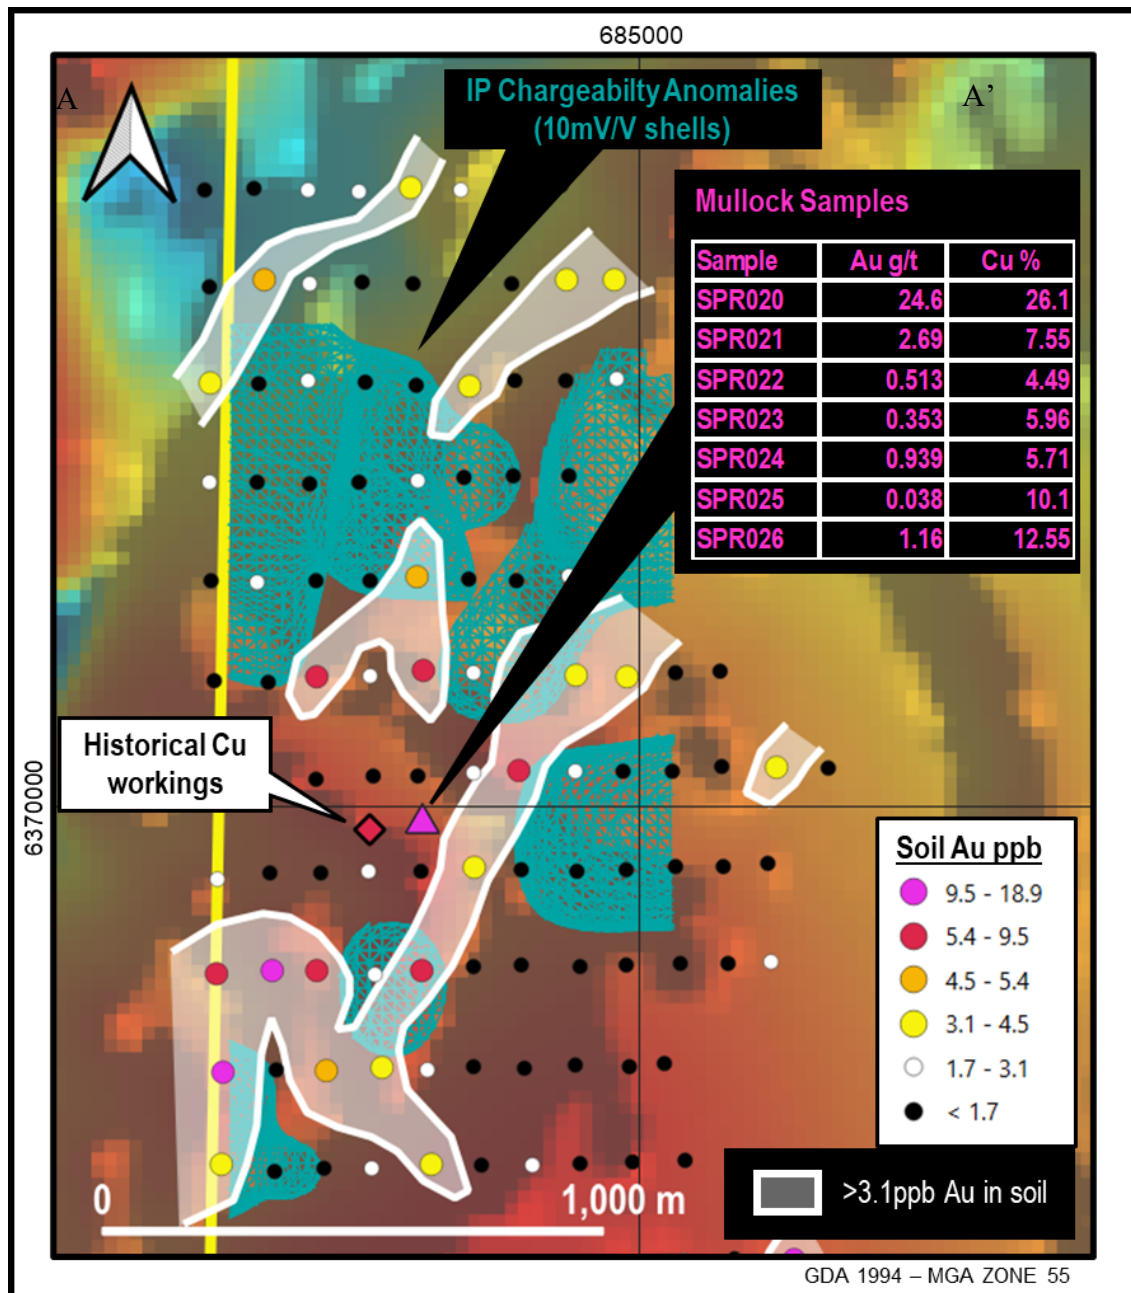 685000
A
A’
IP Chargeabilty Anomalies
(10mV/V shells)
Mullock Samples
Sample Au g/t Cu %
SPR020 24.6 26.1
SPR021 2.69 7.55
SPR022 0.513 4.49
SPR023 0.353 5.96
SPR024 0.939 5.71
SPR025 0.038 10.1
SPR026 1.16 12.55
Historical Cu
workings
6370000
Soil Au ppb
9.5 - 18.9
5.4 - 9.5
4.5 - 5.4
3.1 - 4.5
1.7 - 3.1
< 1.7
>3.1ppb Au in soil
0 1,000 m
GDA 1994 – MGA ZONE 55